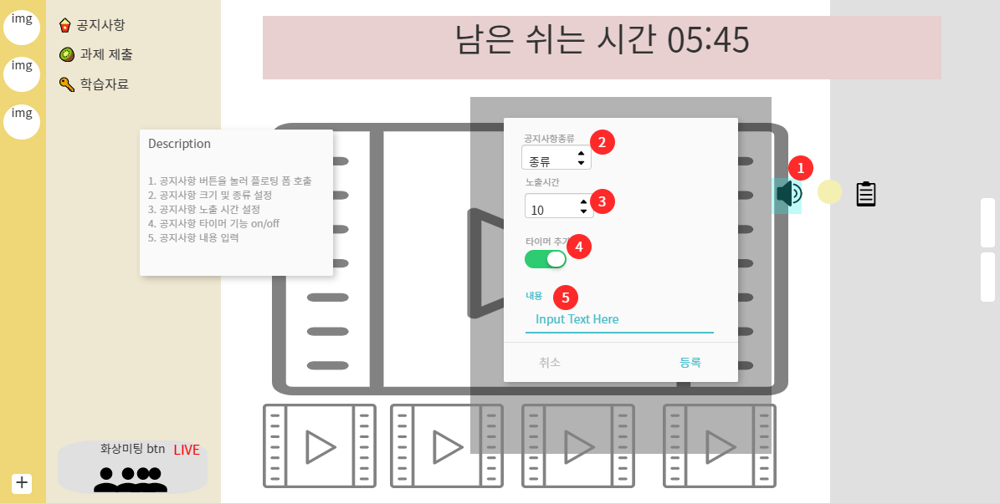 img
img
img
공지사항
과제 제출
학습자료
남은 쉬는 시간 05:45
Description
1. 공지사항 버튼을 눌러 플로팅 폼 호출
2. 공지사항 크기 및 종류 설정
3. 공지사항 노출 시간 설정
4. 공지사항 타이머 기능 on/off
5. 공지사항 내용 입력
공지사항종류
2
종류
노출시간
10
3
타이머 추가
4
내용
5
Input Text Here
취소
등록
1
화상미팅 btn LIVE
+